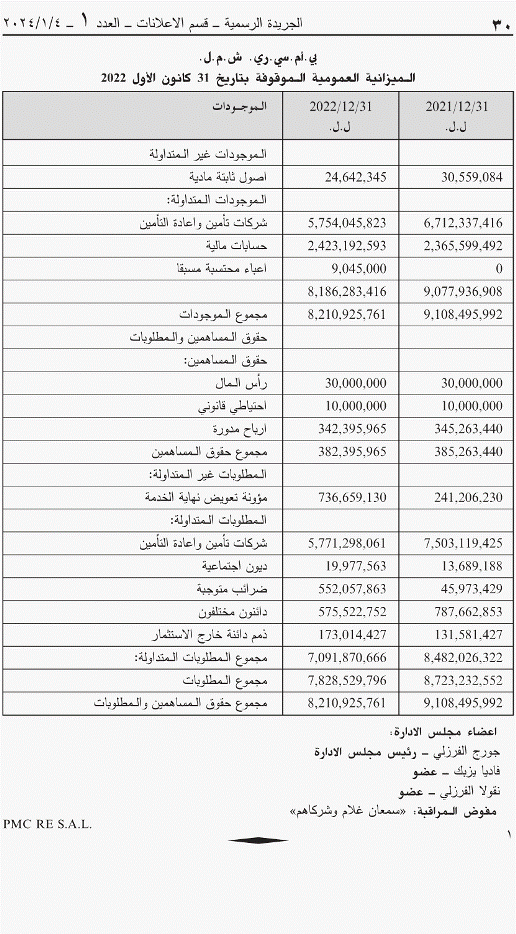 ٣٠ الجريدة الرسمية – قسم الاعلانات – العدد ١ – ٢٠٢٤/١/٤
بي.أم.سي.ري. ش.م.ل.
الميزانية العمومية الموقوفة بتاريخ 31 كانون الأول 2022
الموجودات 2022/12/31 2021/12/31
ل.ل. ل.ل.
الموجودات غير المتداولة
اصول ثابتة مادية 24,642,345 30,559,084
الموجودات المتداولة:
شركات تأمين واعادة التأمين 5,754,045,823 6,712,337,416
حسابات مالية 2,423,192,593 2,365,599,492
اعباء محتسبة مسبقا 9,045,000 0
8,186,283,416 9,077,936,908
مجموع الموجودات 8,210,925,761 9,108,495,992
حقوق المساهمين والمطلوبات
حقوق المساهمين:
رأس المال 30,000,000 30,000,000
احتياطي قانوني 10,000,000 10,000,000
ارباح مدورة 342,395,965 345,263,440
مجموع حقوق المساهمين 382,395,965 385,263,440
المطلوبات غير المتداولة:
مؤونة تعويض نهاية الخدمة 736,659,130 241,206,230
المطلوبات المتداولة:
شركات تأمين واعادة التأمين 5,771,298,061 7,503,119,425
ديون اجتماعية 19,977,563 13,689,188
ضرائب متوجبة 552,057,863 45,973,429
دائنون مختلفون 575,522,752 787,662,853
ذمم دائنة خارج الاستثمار 173,014,427 131,581,427
مجموع المطلوبات المتداولة: 7,091,870,666 8,482,026,322
مجموع المطلوبات 7,828,529,796 8,723,232,552
مجموع حقوق المساهمين والمطلوبات 8,210,925,761 9,108,495,992
اعضاء مجلس الادارة:
جورج الفرزلي – رئيس مجلس الادارة
فاديا يزبك – عضو
نقولا الفرزلي – عضو
مفوض المراقبة: «سمعان غلام وشركاهم»
PMC RE S.A.L.
١